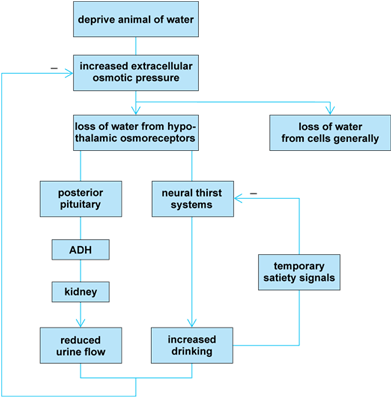 deprive animal of water
–
increased extracellular
osmotic pressure
loss of water from hypo-
thalamic osmoreceptors
loss of water
from cells generally
posterior
pituitary
neural thirst
systems
–
ADH
temporary
satiety signals
kidney
reduced
urine flow
increased
drinking